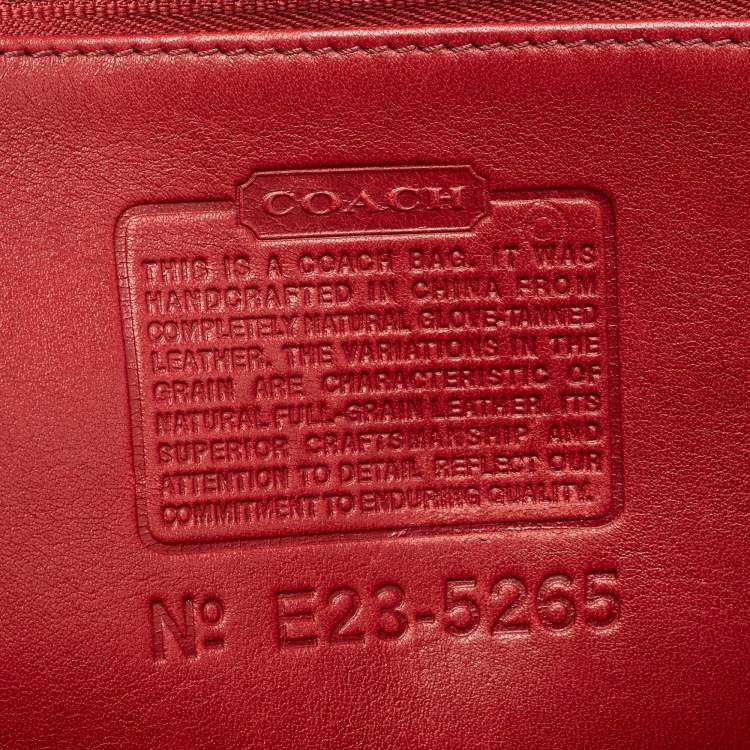 COACH
THIS IS A COACH BAG. IT WAS
HANDCRAFTED IN CHINA FROM
COMPLETELY NATURAL GLOVE-TANNED
LEATHER. THE VARIATIONS IN THE
GRAIN ARE CHARACTERISTIC OF
NATURAL FULL-GRAIN LEATHER. ITS
SUPERIOR CRAFTSMANSHIP AND
ATTENTION TO DETAIL REFLECT OUR
COMMITMENT TO ENDURING QUALITY.
Nº E23-5265